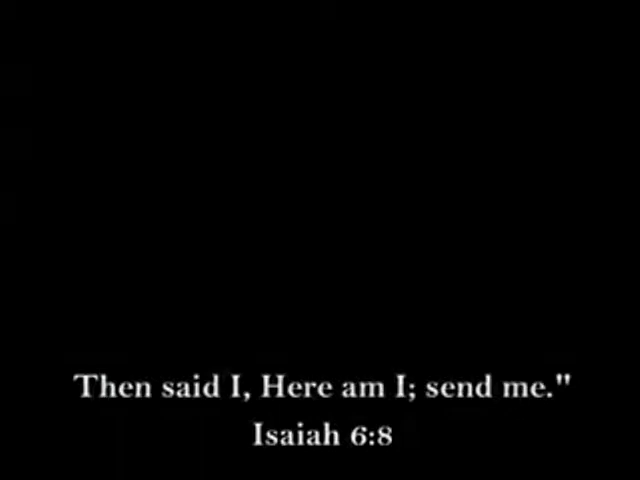 Then said I, Here am I; send me."
Isaiah 6:8